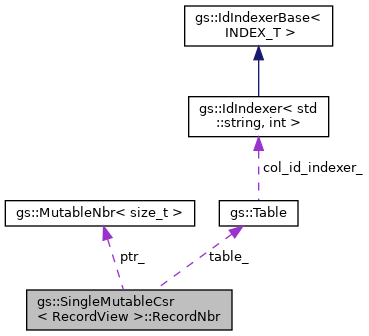 gs::IdIndexerBase<
INDEX_T >
gs::IdIndexer< std
::string, int >
col_id_indexer_
gs::MutableNbr< size_t >
gs::Table
ptr_
table_
gs::SingleMutableCsr
< RecordView >::RecordNbr